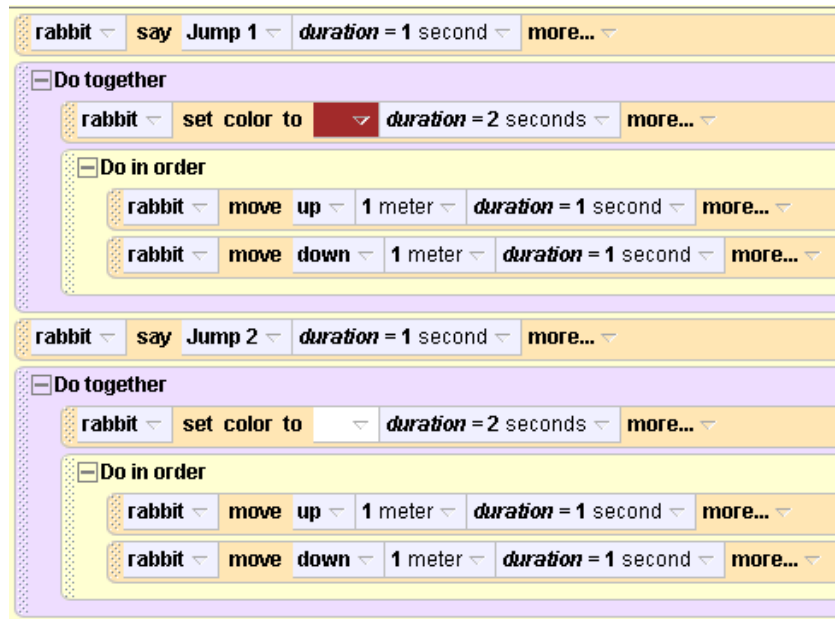 rabbit say Jump 1 duration = 1 second more...
Do together
rabbit set color to duration = 2 seconds more...
Do in order
rabbit move up 1 meter duration = 1 second more...
rabbit move down 1 meter duration = 1 second more...
rabbit say Jump 2 duration = 1 second more...
Do together
rabbit set color to duration = 2 seconds more...
Do in order
rabbit move up 1 meter duration = 1 second more...
rabbit move down 1 meter duration = 1 second more...